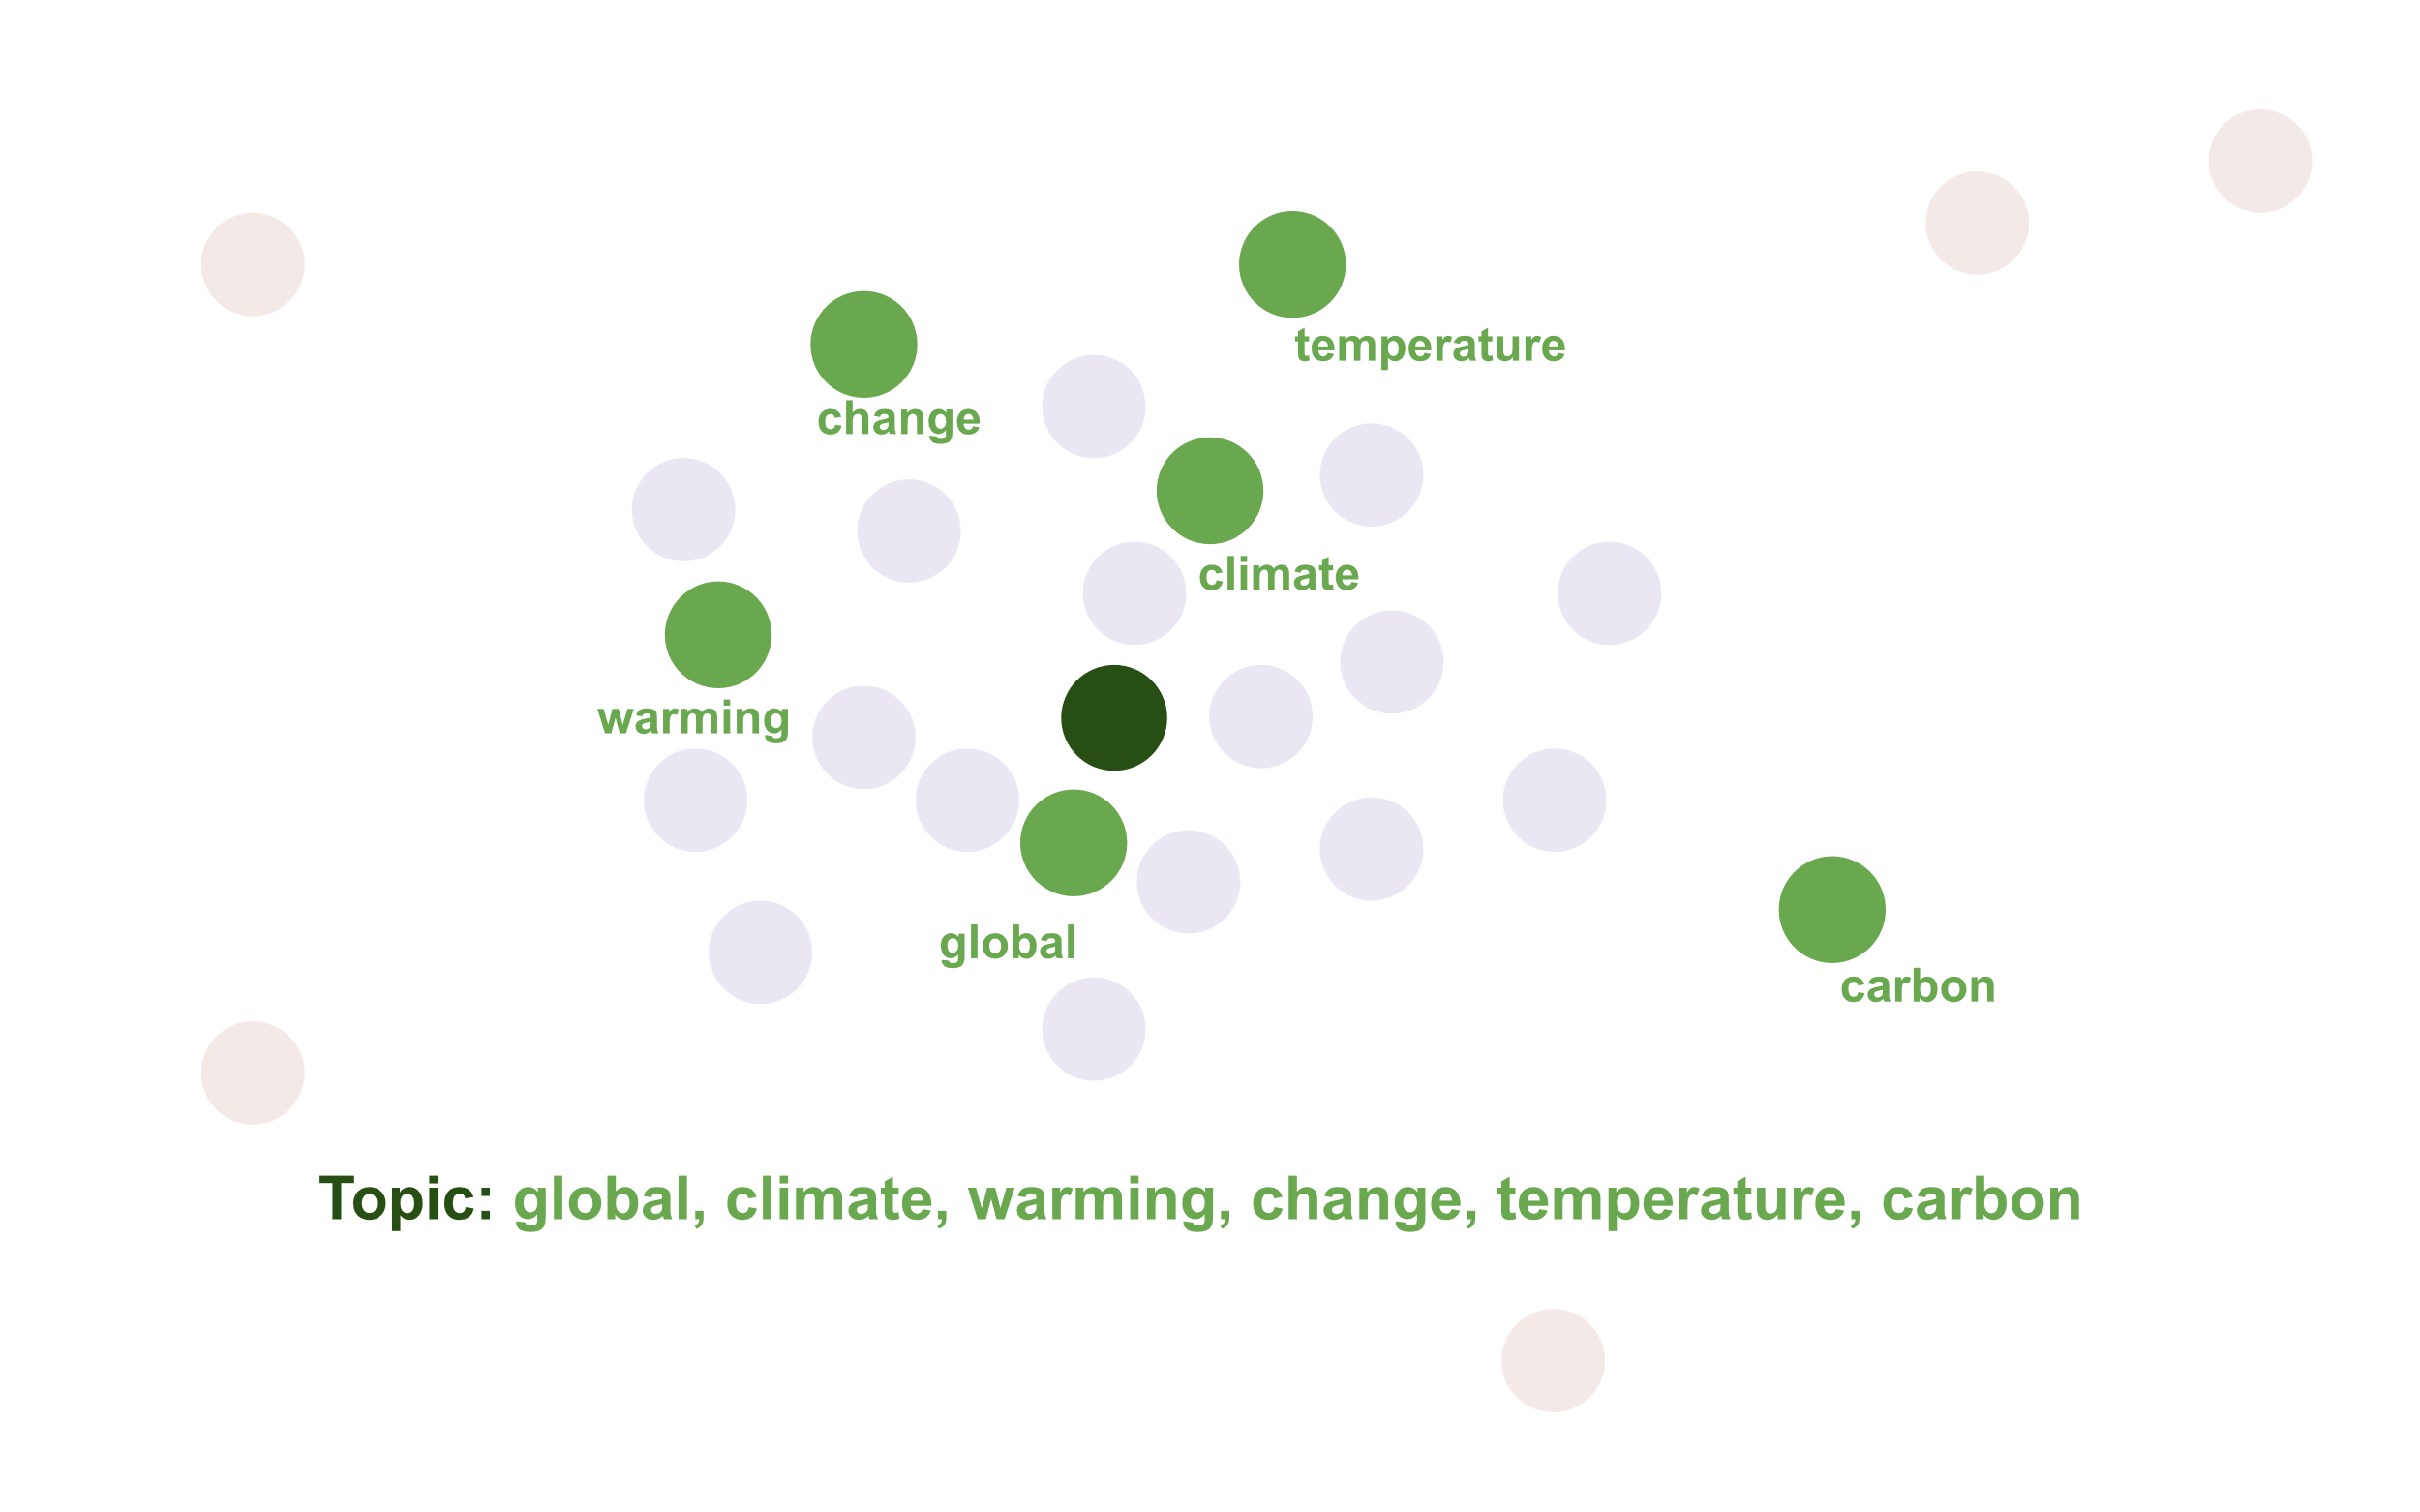 temperature
change
climate
warming
global
carbon
Topic: global, climate, warming, change, temperature, carbon